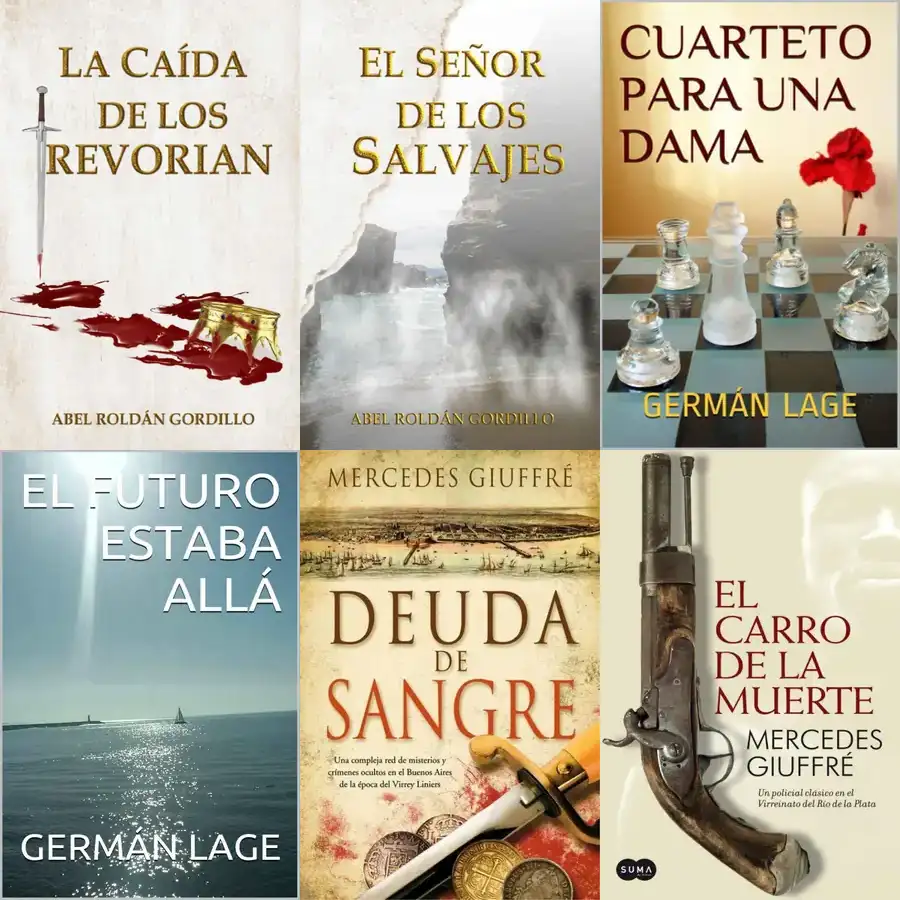 LA CAÍDA
DE LOS
REVORIAN
ABEL ROLDÁN GORDILLO
EL SEÑOR
DE LOS
SALVAJES
ABEL ROLDÁN GORDILLO
CUARTETO
PARA UNA
DAMA
GERMÁN LAGE
EL FUTURO
ESTABA
ALLÁ
GERMÁN LAGE
MERCEDES GIUFFRÉ
DEUDA
DE
SANGRE
Una compleja red de misterios y
crímenes ocultos en el Buenos Aires
de la época del Virrey Liniers
EL
CARRO
DE LA
MUERTE
MERCEDES
GIUFFRÉ
Un policial clásico en el
Virreinato del Río de la Plata
SUMA